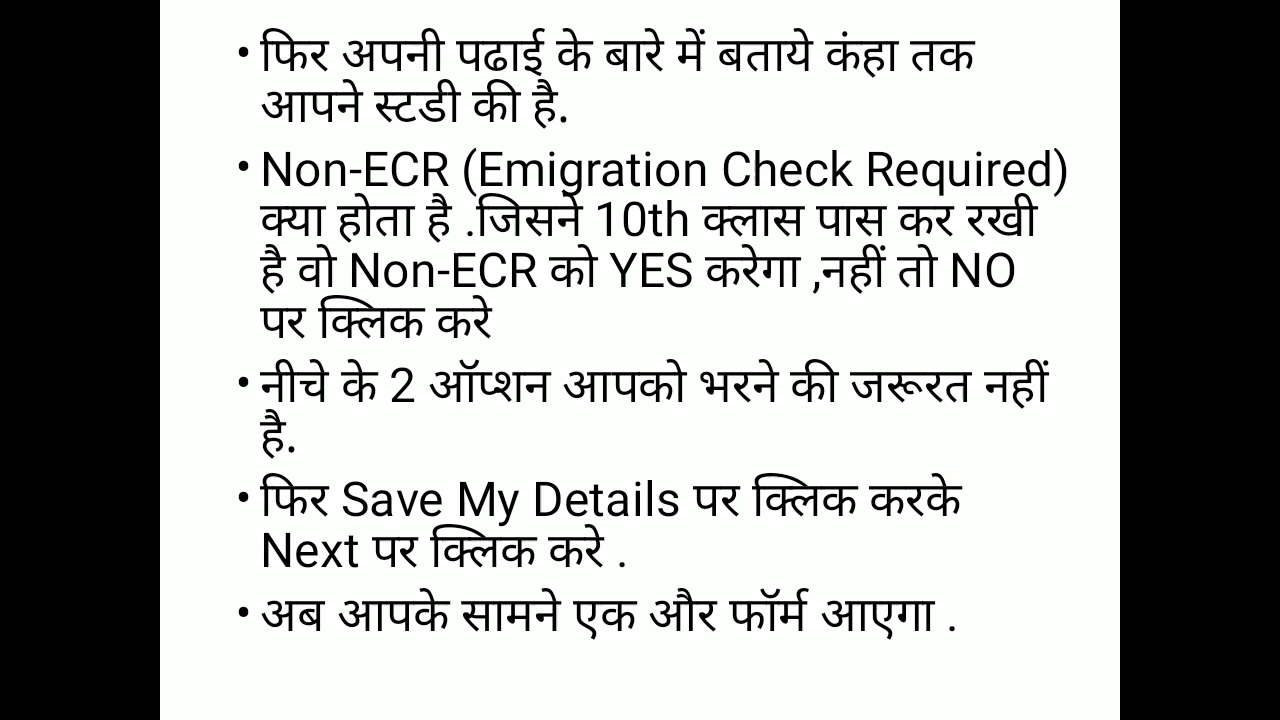 • फिर अपनी पढाई के बारे में बताये कंहा तक
आपने स्टडी की है.
• Non-ECR (Emigration Check Required)
क्या होता है .जिसने 10th क्लास पास कर रखी
है वो Non-ECR को YES करेगा ,नहीं तो NO
पर क्लिक करे
• नीचे के 2 ऑप्शन आपको भरने की जरूरत नहीं
है.
• फिर Save My Details पर क्लिक करके
Next पर क्लिक करे .
• अब आपके सामने एक और फॉर्म आएगा .